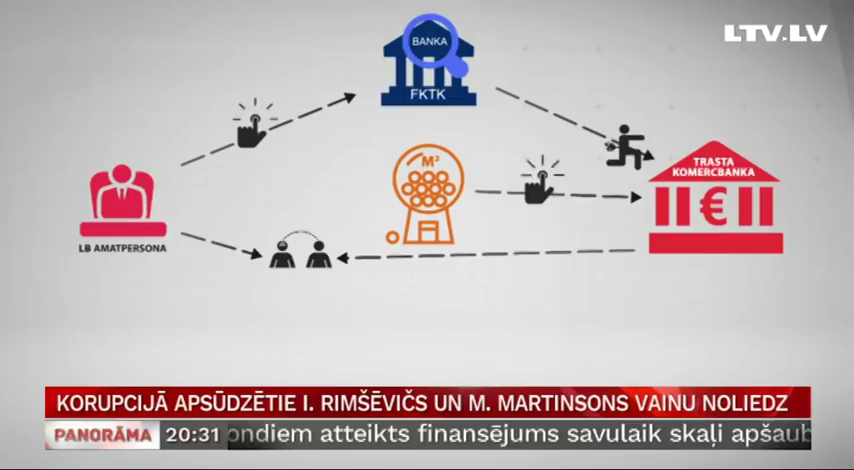 LTV.LV
BANKA
FKTK
TRASTA
KOMERCBANKA
M²
€
LB AMATPERSONA
KORUPCIJĀ APSŪDZĒTIE I. RIMŠĒVIČS UN M. MARTINSONS VAINU NOLIEDZ
PANORĀMA 20:31 ondiem atteikts finansējums savulaik skaļi apšaub